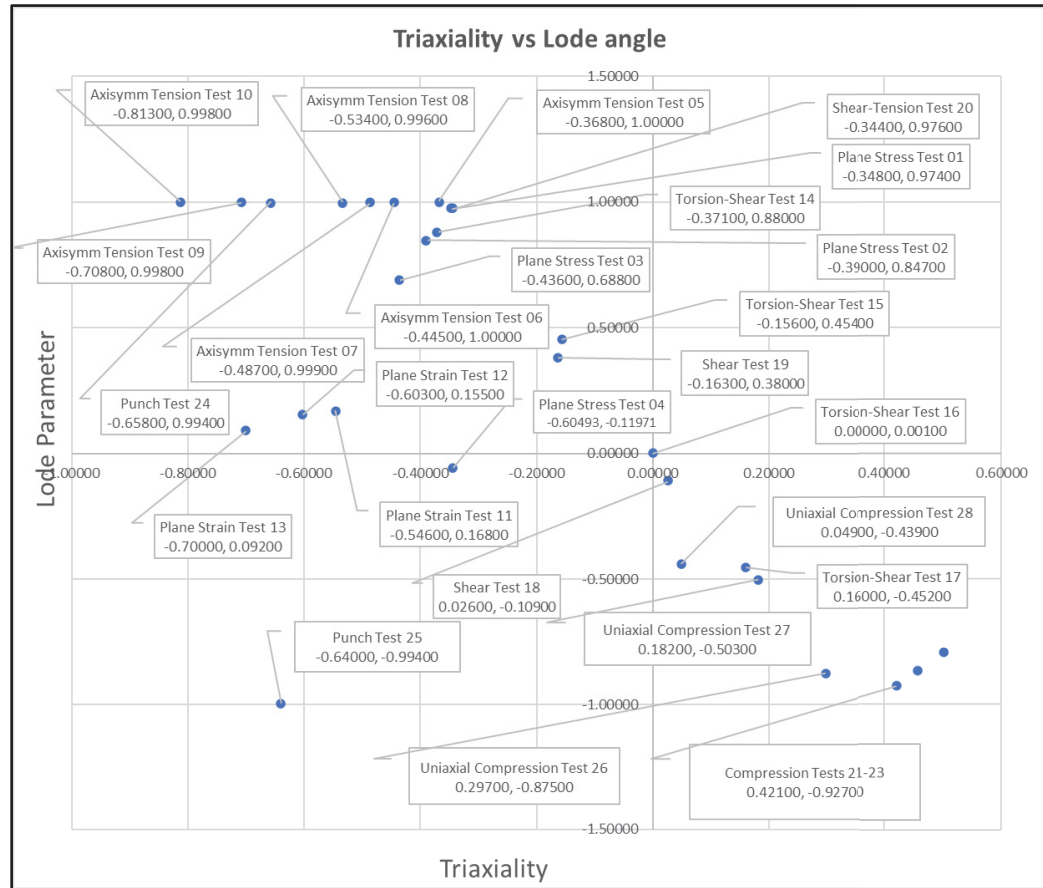 Triaxiality vs Lode angle
1.50000
Axisymm Tension Test 10
-0.81300, 0.99800
Axisymm Tension Test 08
-0.53400, 0.99600
Axisymm Tension Test 05
-0.36800, 1.00000
Shear-Tension Test 20
-0.34400, 0.97600
Plane Stress Test 01
-0.34800, 0.97400
1.00000
Torsion-Shear Test 14
-0.37100, 0.88000
Axisymm Tension Test 09
-0.70800, 0.99800
Plane Stress Test 03
-0.43600, 0.68800
Plane Stress Test 02
-0.39000, 0.84700
Axisymm Tension Test 06
-0.44500, 1.00000
0.50000
Torsion-Shear Test 15
-0.15600, 0.45400
Axisymm Tension Test 07
-0.48700, 0.99900
Plane Strain Test 12
-0.60300, 0.15500
Shear Test 19
-0.16300, 0.38000
Punch Test 24
-0.65800, 0.99400
Plane Stress Test 04
-0.60493, -0.11971
Torsion-Shear Test 16
0.00000, 0.00100
Lode Parameter
0.00000
-1.00000
-0.80000
-0.60000
-0.40000
-0.20000
0.00000
0.20000
0.40000
0.60000
Plane Strain Test 13
-0.70000, 0.09200
Plane Strain Test 11
-0.54600, 0.16800
Uniaxial Compression Test 28
0.04900, -0.43900
-0.50000
Shear Test 18
0.02600, -0.10900
Torsion-Shear Test 17
0.16000, -0.45200
Punch Test 25
-0.64000, -0.99400
Uniaxial Compression Test 27
0.18200, -0.50300
-1.00000
Uniaxial Compression Test 26
0.29700, -0.87500
Compression Tests 21-23
0.42100, -0.92700
-1.50000
Triaxiality